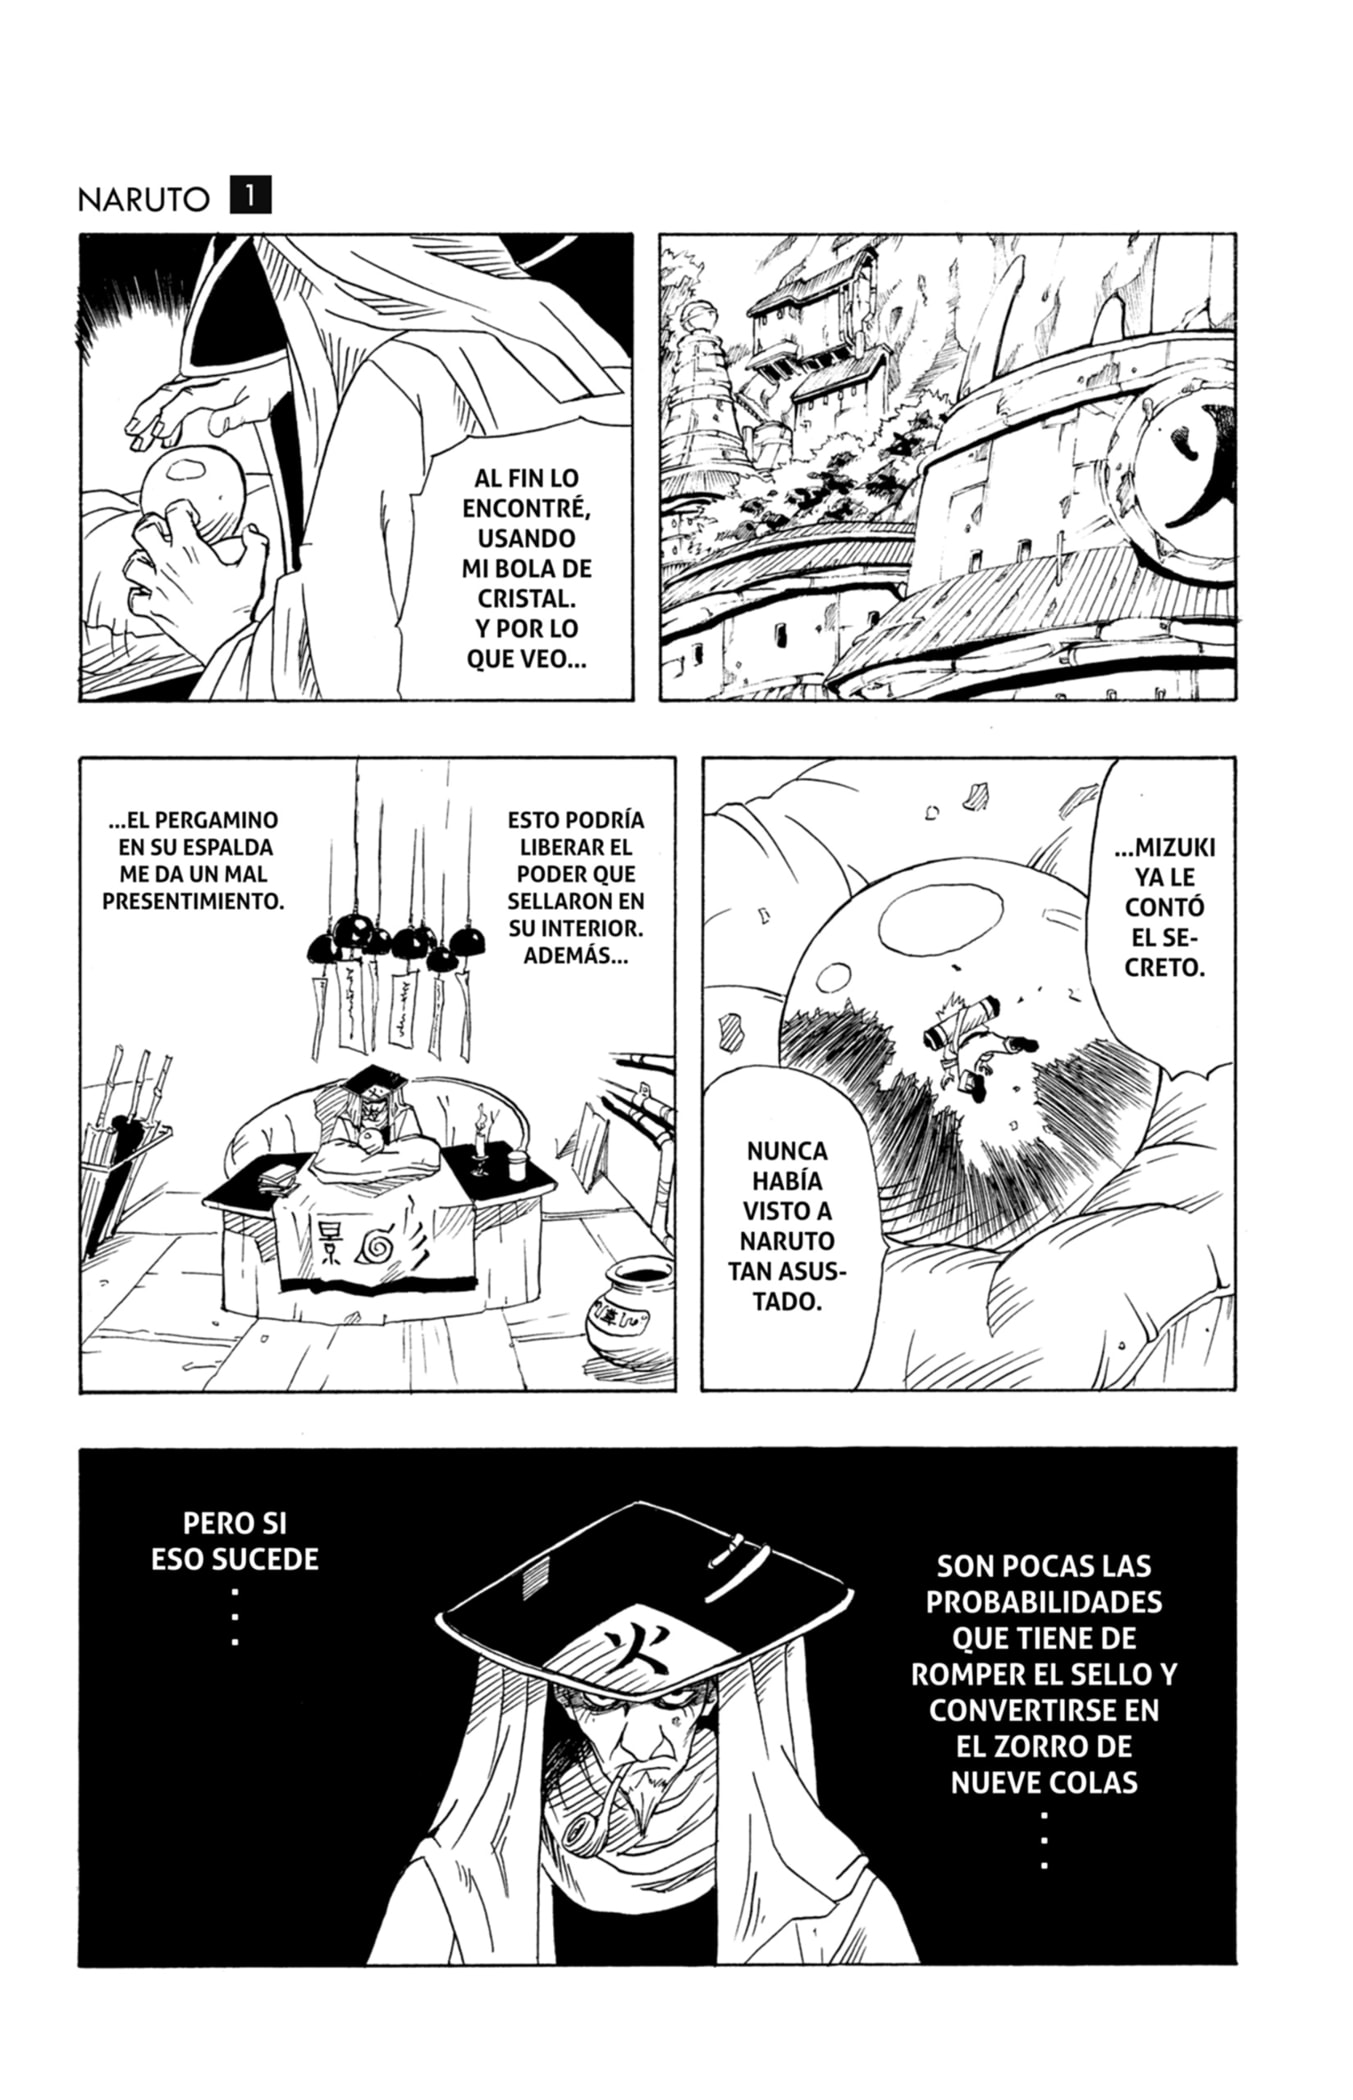 NARUTO 1
AL FIN LO
ENCONTRÉ,
USANDO
MI BOLA DE
CRISTAL.
Y POR LO
QUE VEO...
...MIZUKI
YA LE
CONTÓ
EL SE-
CRETO.
NUNCA
HABÍA
VISTO A
NARUTO
TAN ASUS-
TADO.
ESTO PODRÍA
LIBERAR EL
PODER QUE
SELLARON EN
SU INTERIOR.
ADEMÁS...
...EL PERGAMINO
EN SU ESPALDA
ME DA UN MAL
PRESENTIMIENTO.
景
SON POCAS LAS
PROBABILIDADES
QUE TIENE DE
ROMPER EL SELLO Y
CONVERTIRSE EN
EL ZORRO DE
NUEVE COLAS
...
PERO SI
ESO SUCEDE
...
火